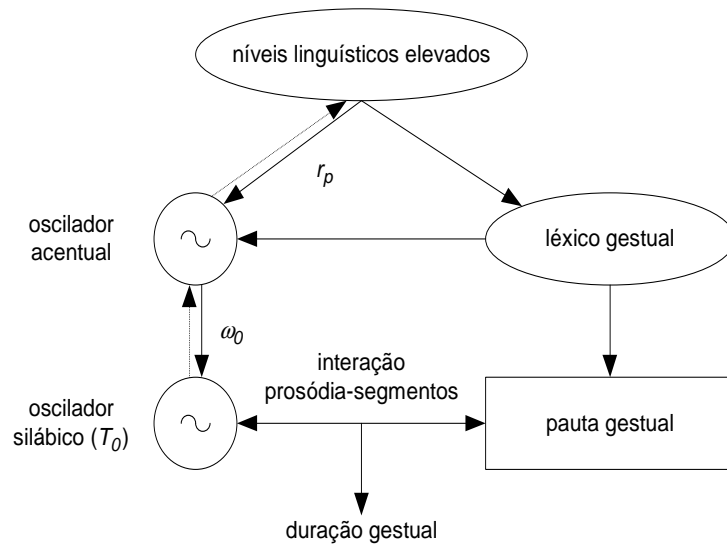 níveis linguísticos elevados
r_p
oscilador
acentual
léxico gestual
ω_0
interação
prosódia-segmentos
oscilador
silábico (T_0)
pauta gestual
duração gestual